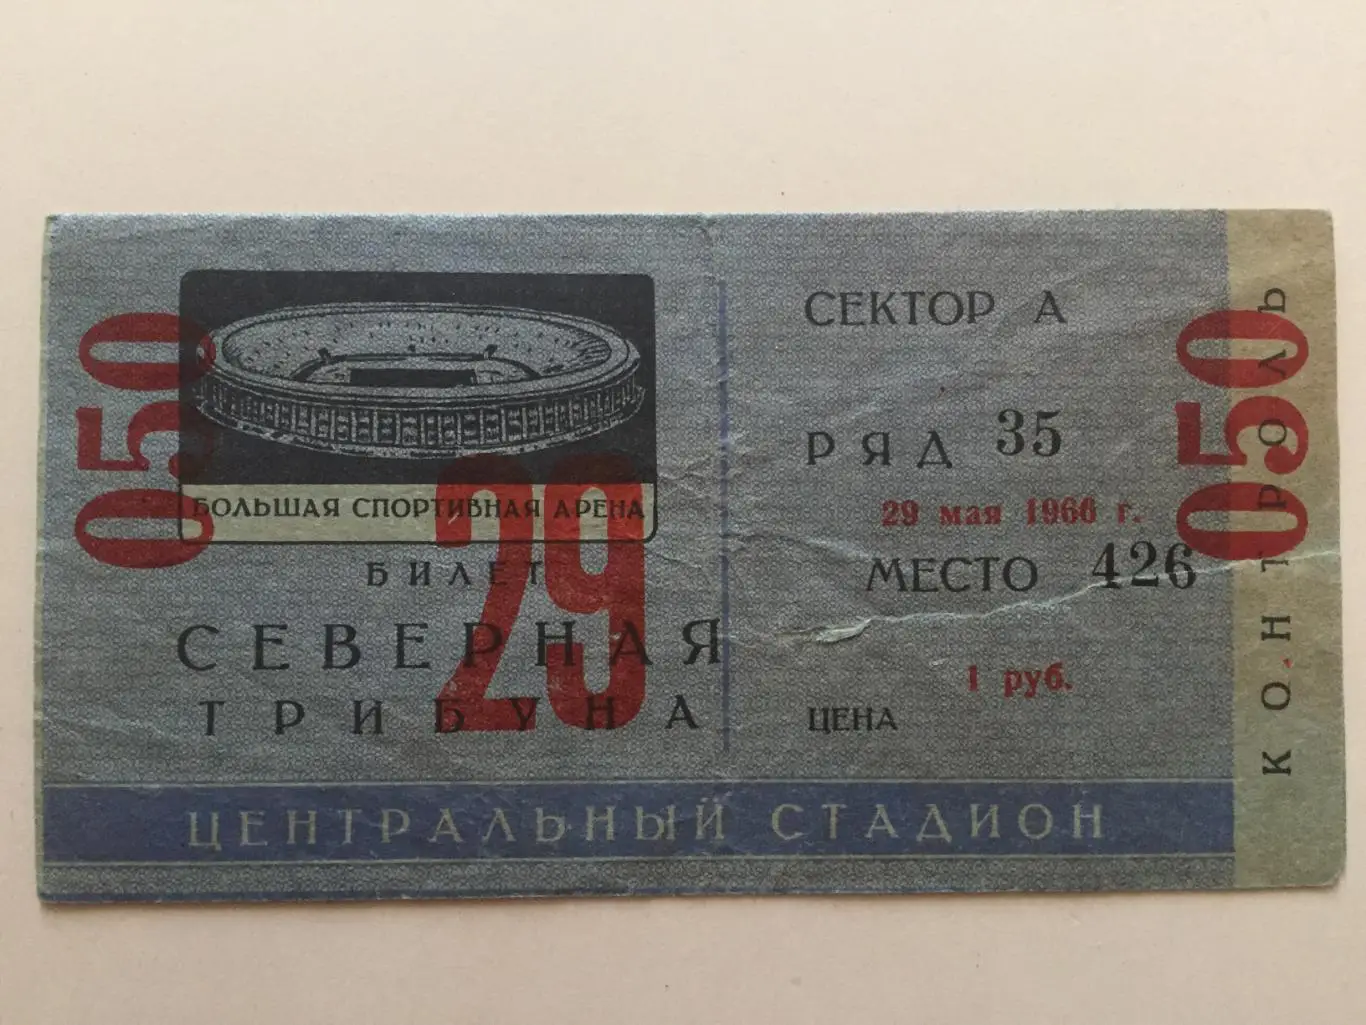 050
БОЛЬШАЯ СПОРТИВНАЯ АРЕНА
29
БИЛЕТ
СЕВЕРНАЯ
ТРИБУНА
СЕКТОР А
РЯД 35
29 мая 1966 г.
МЕСТО 426
1 руб.
ЦЕНА
ЦЕНТРАЛЬНЫЙ СТАДИОН
050
КОНТРОЛЬ